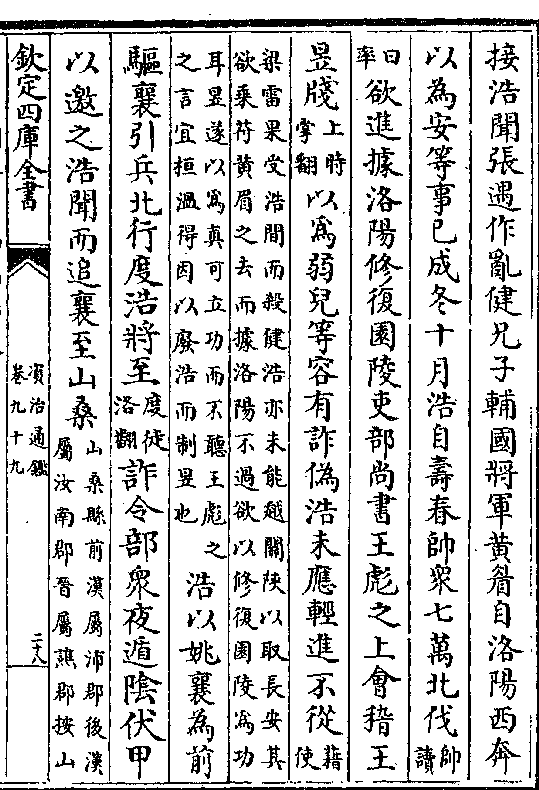 接浩聞張遇作亂健兄子輔國將軍黃眉自洛陽西奔
以為安等事已成冬十月浩自壽春帥衆七萬北伐帥讀
曰率欲進據洛陽修復園陵吏部尚書王彪之上會稽王
昱牋上時掌翻以為弱兒等容有詐偽浩未應輕進不從藉使
梁雷果受浩間而殺健浩亦未能越關陜以取長安其
欲乘苻黃眉之去而據洛陽不過欲以修復園陵為功
耳昱遂以為真可立功而不聽王彪之
之言宜桓溫得因以廢浩而制昱也
浩以姚襄為前
驅襄引兵北行度浩將至度徒洛翻詐令部衆夜遁陰伏甲
以邀之浩聞而追襄至山桑山桑縣前漢屬沛郡後漢
屬汝南郡晉屬譙郡按山
欽定四庫全書
資治通鑑
卷九十九
二十八